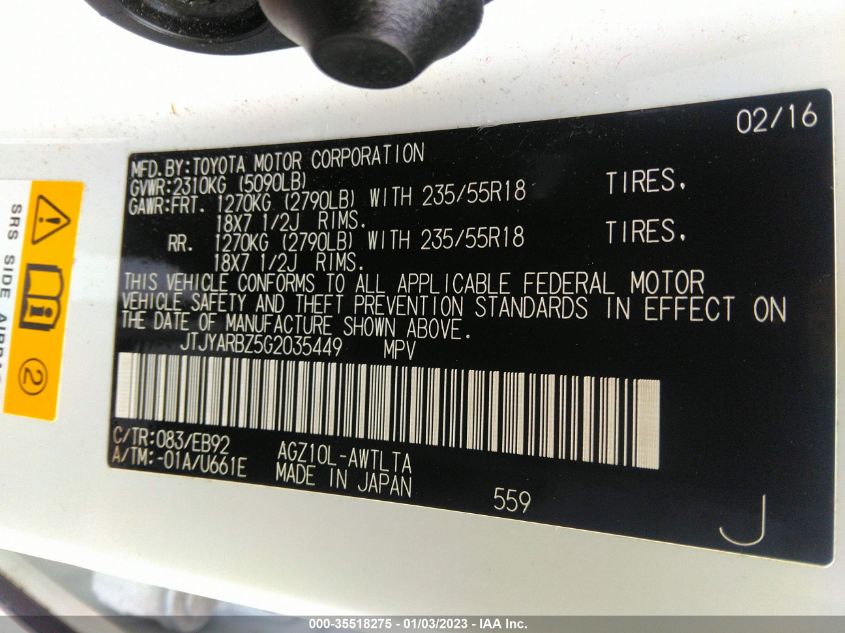 02/16
MFD.BY:TOYOTA MOTOR CORPORATION
GVWR:2310KG (5090LB)
GAWR:FRT. 1270KG (2790LB) WITH 235/55R18 TIRES.
18X7 1/2J RIMS.
RR. 1270KG (2790LB) WITH 235/55R18 TIRES.
18X7 1/2J RIMS.
THIS VEHICLE CONFORMS TO ALL APPLICABLE FEDERAL MOTOR
VEHICLE SAFETY AND THEFT PREVENTION STANDARDS IN EFFECT ON
THE DATE OF MANUFACTURE SHOWN ABOVE.
JTJYARBZ5G2035449 MPV
C/TR:083/EB92 AGZ10L-AWTLTA
A/TM:-01A/U661E MADE IN JAPAN
559
J
SRS SIDE
2
000-35518275 - 01/03/2023 - IAA Inc.